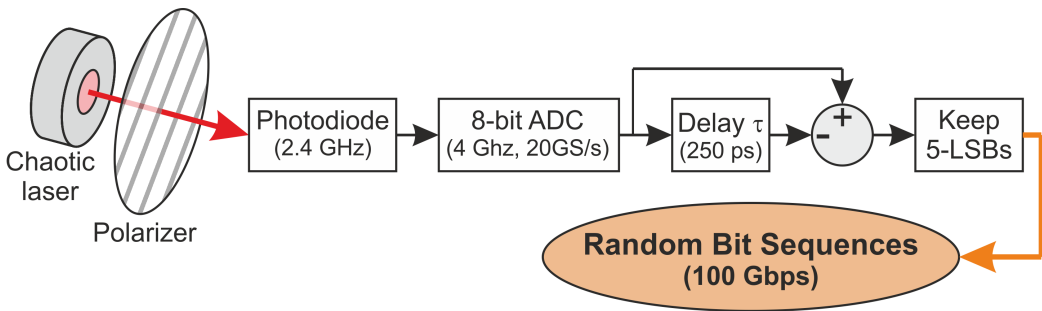 Chaotic
laser
Polarizer
Photodiode
(2.4 GHz)
8-bit ADC
(4 Ghz, 20GS/s)
Delay τ
(250 ps)
+
-
Keep
5-LSBs
Random Bit Sequences
(100 Gbps)